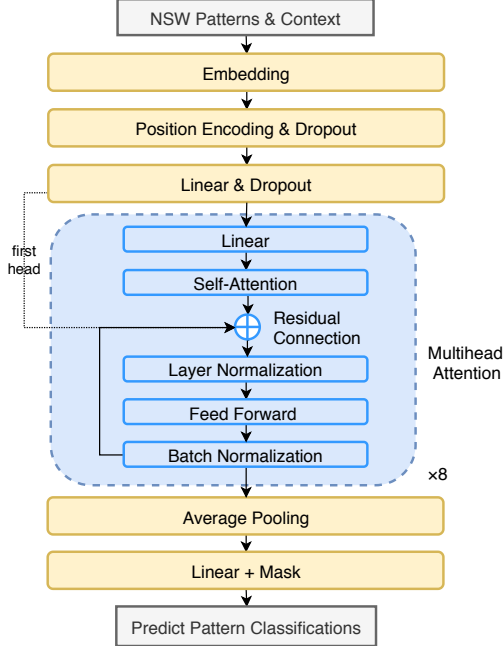 NSW Patterns & Context
Embedding
Position Encoding & Dropout
Linear & Dropout
first
head
Linear
Self-Attention
Residual
Connection
Layer Normalization
Multihead
Attention
Feed Forward
Batch Normalization
×8
Average Pooling
Linear + Mask
Predict Pattern Classifications